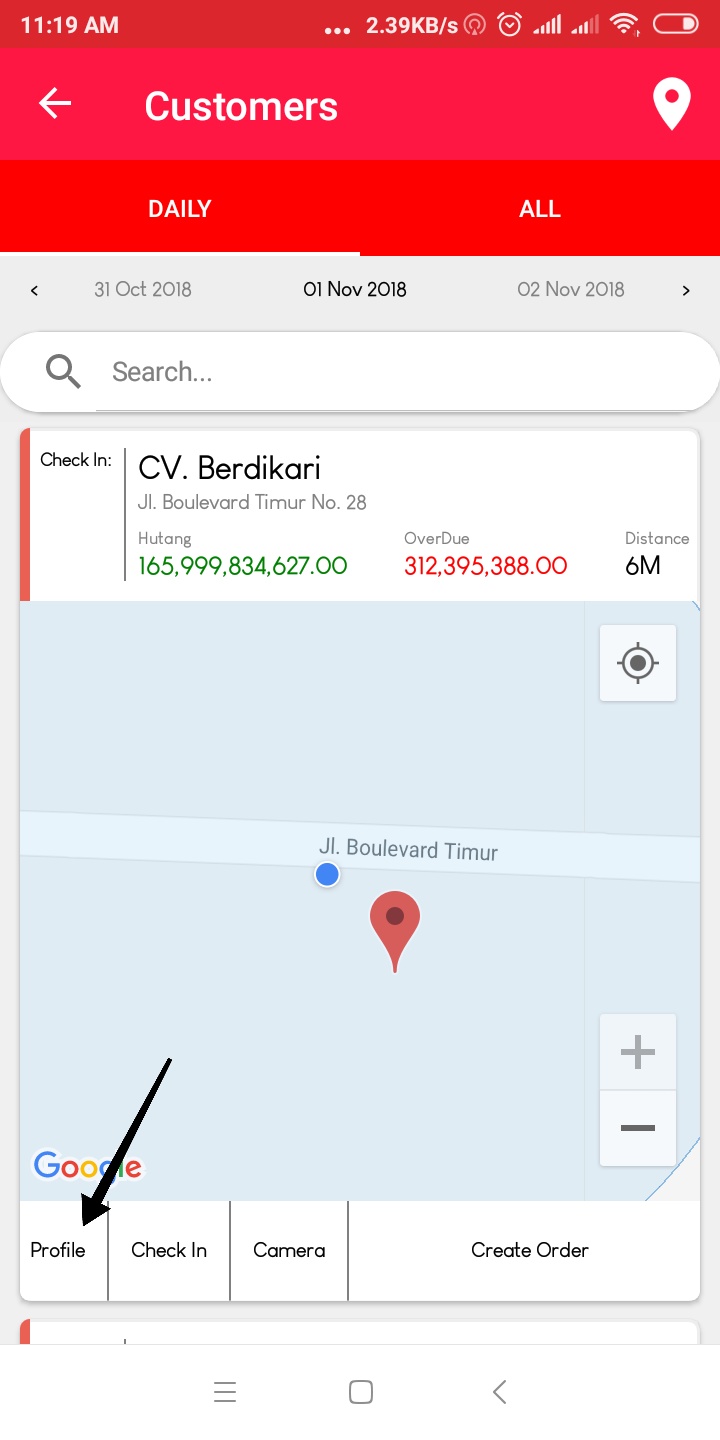 11:19 AM ... 2.39KB/s
Customers
DAILY ALL
< 31 Oct 2018 01 Nov 2018 02 Nov 2018 >
Search...
Check In: CV. Berdikari
Jl. Boulevard Timur No. 28
Hutang OverDue Distance
165,999,834,627.00 312,395,388.00 6M
Jl. Boulevard Timur
Google
Profile Check In Camera Create Order